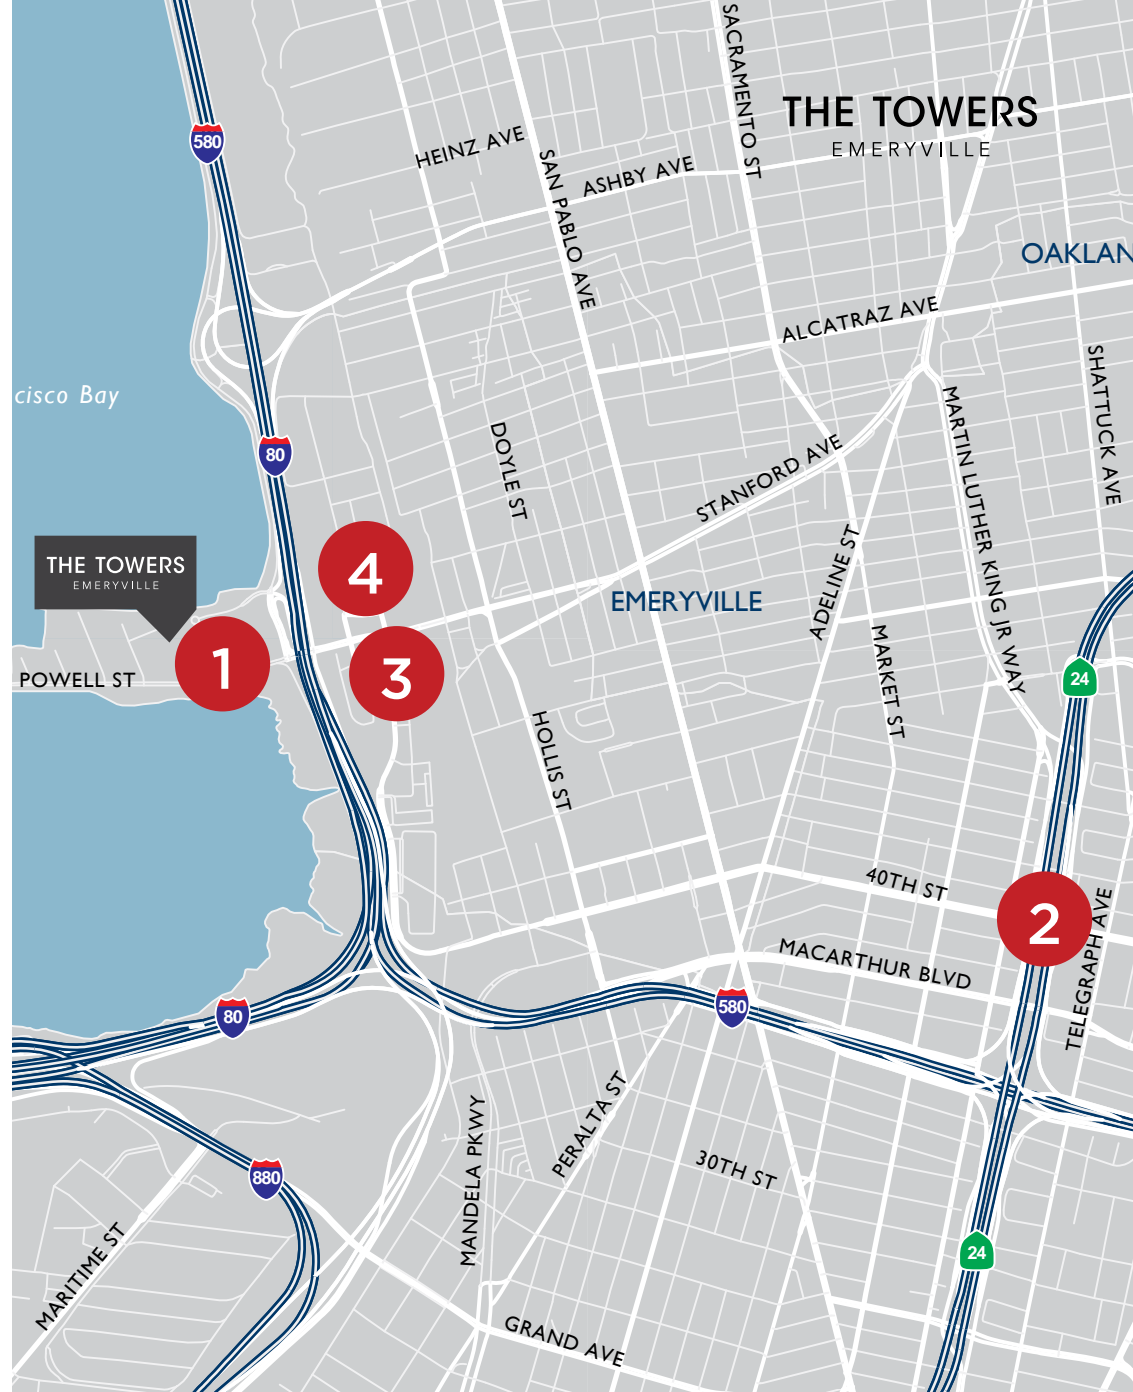 SACRAMENTO ST
THE TOWERS
EMERYVILLE
580
HEINZ AVE
SAN PABLO AVE
ASHBY AVE
OAKLAN
ALCATRAZ AVE
SHATTUCK AVE
cisco Bay
80
DOYLE ST
STANFORD AVE
MARTIN LUTHER KING JR WAY
THE TOWERS
EMERYVILLE
4
ADELINE ST
EMERYVILLE
1
3
POWELL ST
MARKET ST
24
HOLLIS ST
40TH ST
2
TELEGRAPH AVE
MACARTHUR BLVD
80
580
PERALTA ST
MANDELA PKWY
30TH ST
880
MARITIME ST
24
GRAND AVE